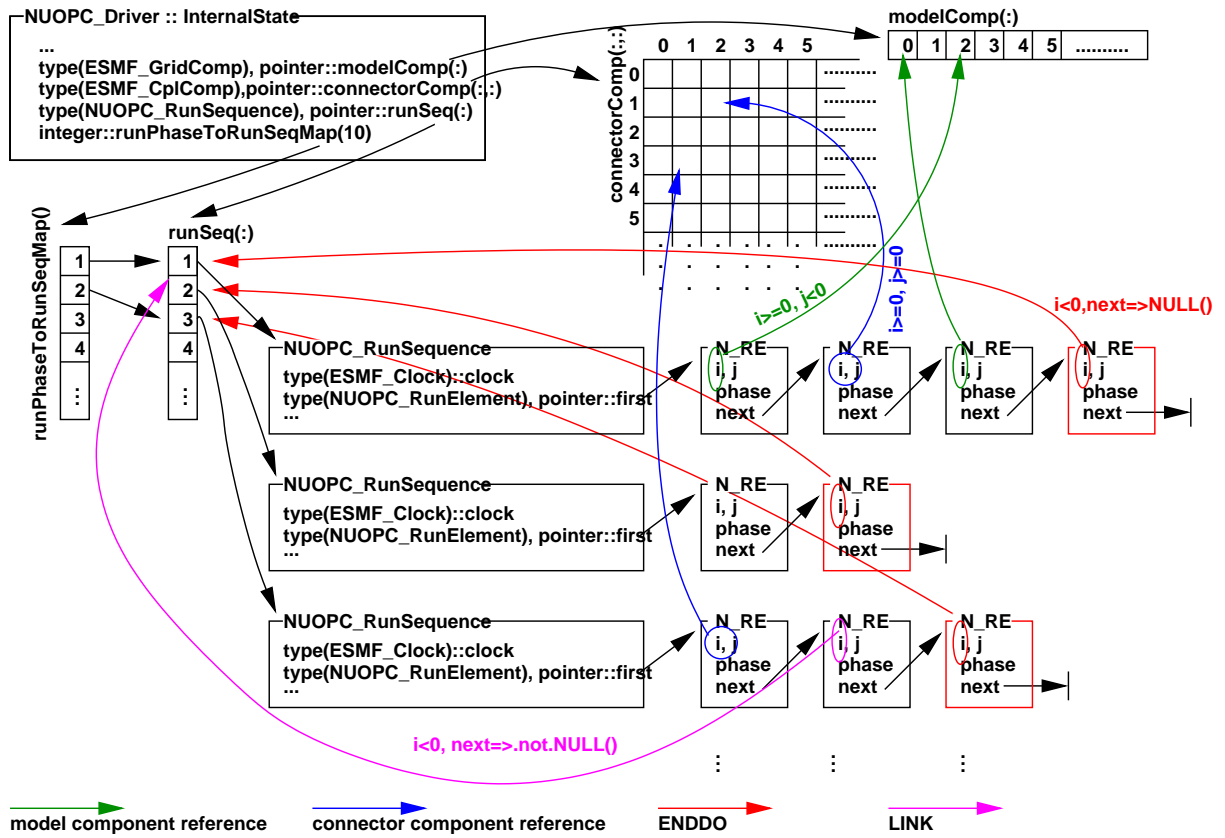 NUOPC_Driver :: InternalState
...
type(ESMF_GridComp), pointer::modelComp(:)
type(ESMF_CplComp),pointer::connectorComp(:,:)
type(NUOPC_RunSequence), pointer::runSeq(:)
integer::runPhaseToRunSeqMap(10)
connectorComp(:,:)
0 1 2 3 4 5
0 ..........
1 ..........
2 ..........
3 ..........
4 ..........
5 ..........
. . . . . ..........
. . . . .
. . . . .
modelComp(:)
0 1 2 3 4 5 ..........
runPhaseToRunSeqMap()
1
2
3
4
...
runSeq(:)
1
2
3
4
...
i>=0, j<0
i>=0, j>=0
i<0,next=>NULL()
NUOPC_RunSequence
type(ESMF_Clock)::clock
type(NUOPC_RunElement), pointer::first
...
N_RE
i, j
phase
next
N_RE
i, j
phase
next
N_RE
i, j
phase
next
N_RE
i, j
phase
next
NUOPC_RunSequence
type(ESMF_Clock)::clock
type(NUOPC_RunElement), pointer::first
...
N_RE
i, j
phase
next
N_RE
i, j
phase
next
NUOPC_RunSequence
type(ESMF_Clock)::clock
type(NUOPC_RunElement), pointer::first
...
N_RE
i, j
phase
next
N_RE
i, j
phase
next
N_RE
i, j
phase
next
i<0, next=>.not.NULL()
... ... ...
model component reference
connector component reference
ENDDO
LINK